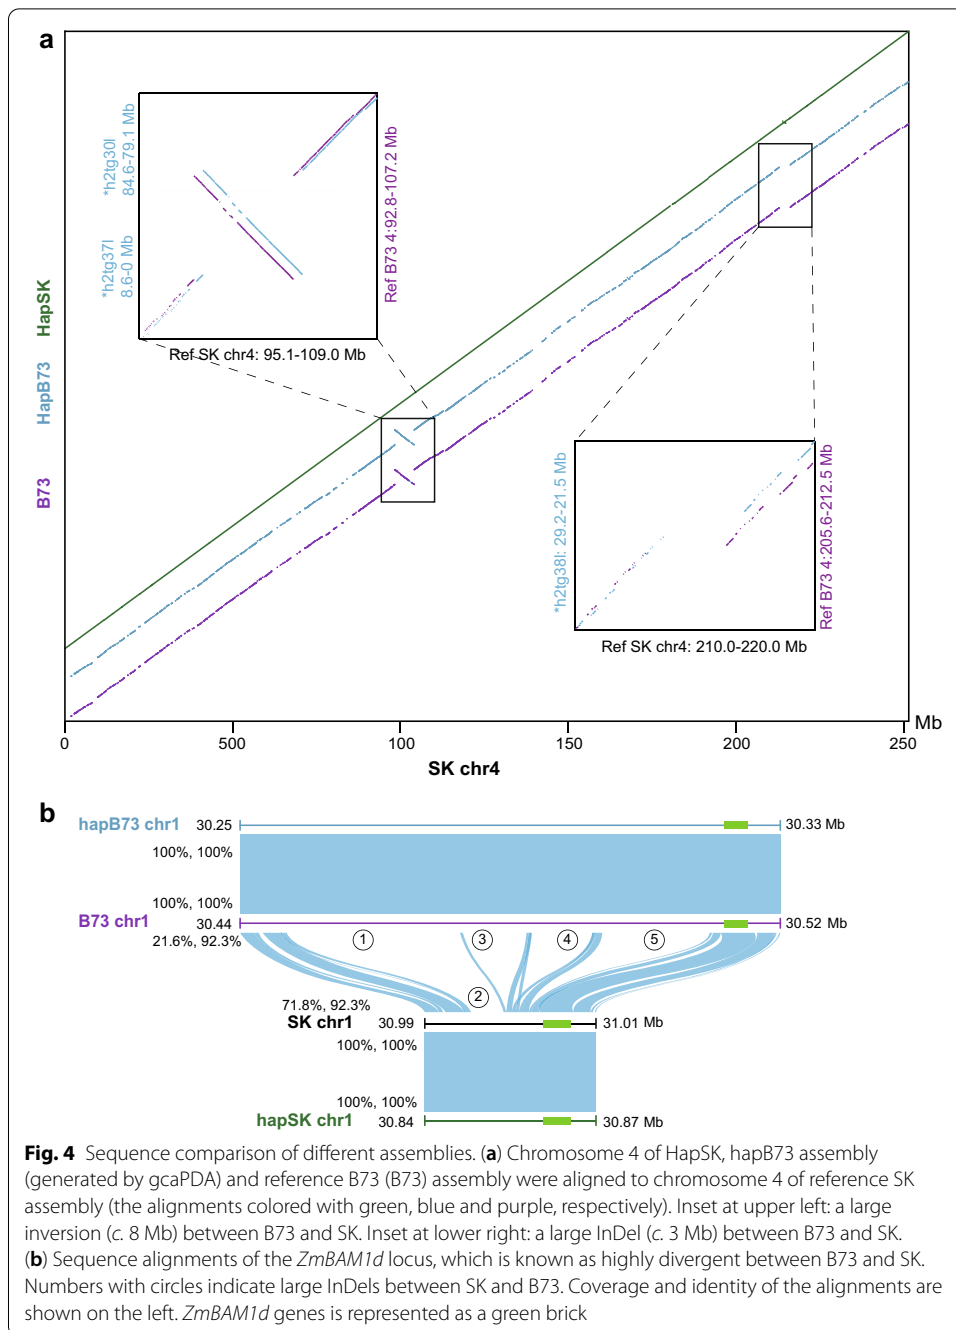 a
*h2tg30l
84.6-79.1 Mb
*h2tg37l
8.6-0 Mb
Ref B73 4:92.8-107.2 Mb
Ref SK chr4: 95.1-109.0 Mb
HapSK
HapB73
B73
*h2tg38l: 29.2-21.5 Mb
Ref B73 4:205.6-212.5 Mb
Ref SK chr4: 210.0-220.0 Mb
0 500 100 150 200 250 Mb
SK chr4
b
hapB73 chr1 30.25 30.33 Mb
100%, 100%
100%, 100%
B73 chr1 30.44 30.52 Mb
21.6%, 92.3%
1 3 4 5
2
71.8%, 92.3%
SK chr1 30.99 31.01 Mb
100%, 100%
100%, 100%
hapSK chr1 30.84 30.87 Mb
Fig. 4 Sequence comparison of different assemblies. (a) Chromosome 4 of HapSK, hapB73 assembly
(generated by gcaPDA) and reference B73 (B73) assembly were aligned to chromosome 4 of reference SK
assembly (the alignments colored with green, blue and purple, respectively). Inset at upper left: a large
inversion (c. 8 Mb) between B73 and SK. Inset at lower right: a large InDel (c. 3 Mb) between B73 and SK.
(b) Sequence alignments of the ZmBAM1d locus, which is known as highly divergent between B73 and SK.
Numbers with circles indicate large InDels between SK and B73. Coverage and identity of the alignments are
shown on the left. ZmBAM1d genes is represented as a green brick